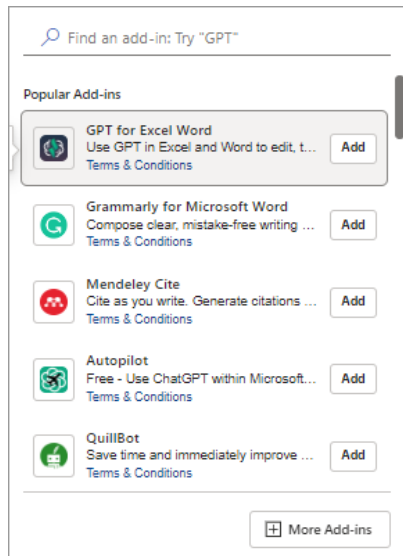 Find an add-in: Try "GPT"
Popular Add-ins
GPT for Excel Word
Use GPT in Excel and Word to edit, t...
Add
Terms & Conditions
Grammarly for Microsoft Word
Compose clear, mistake-free writing ...
Add
Terms & Conditions
Mendeley Cite
Cite as you write. Generate citations ...
Add
Terms & Conditions
Autopilot
Free - Use ChatGPT within Microsoft...
Add
Terms & Conditions
QuillBot
Save time and immediately improve ...
Add
Terms & Conditions
More Add-ins